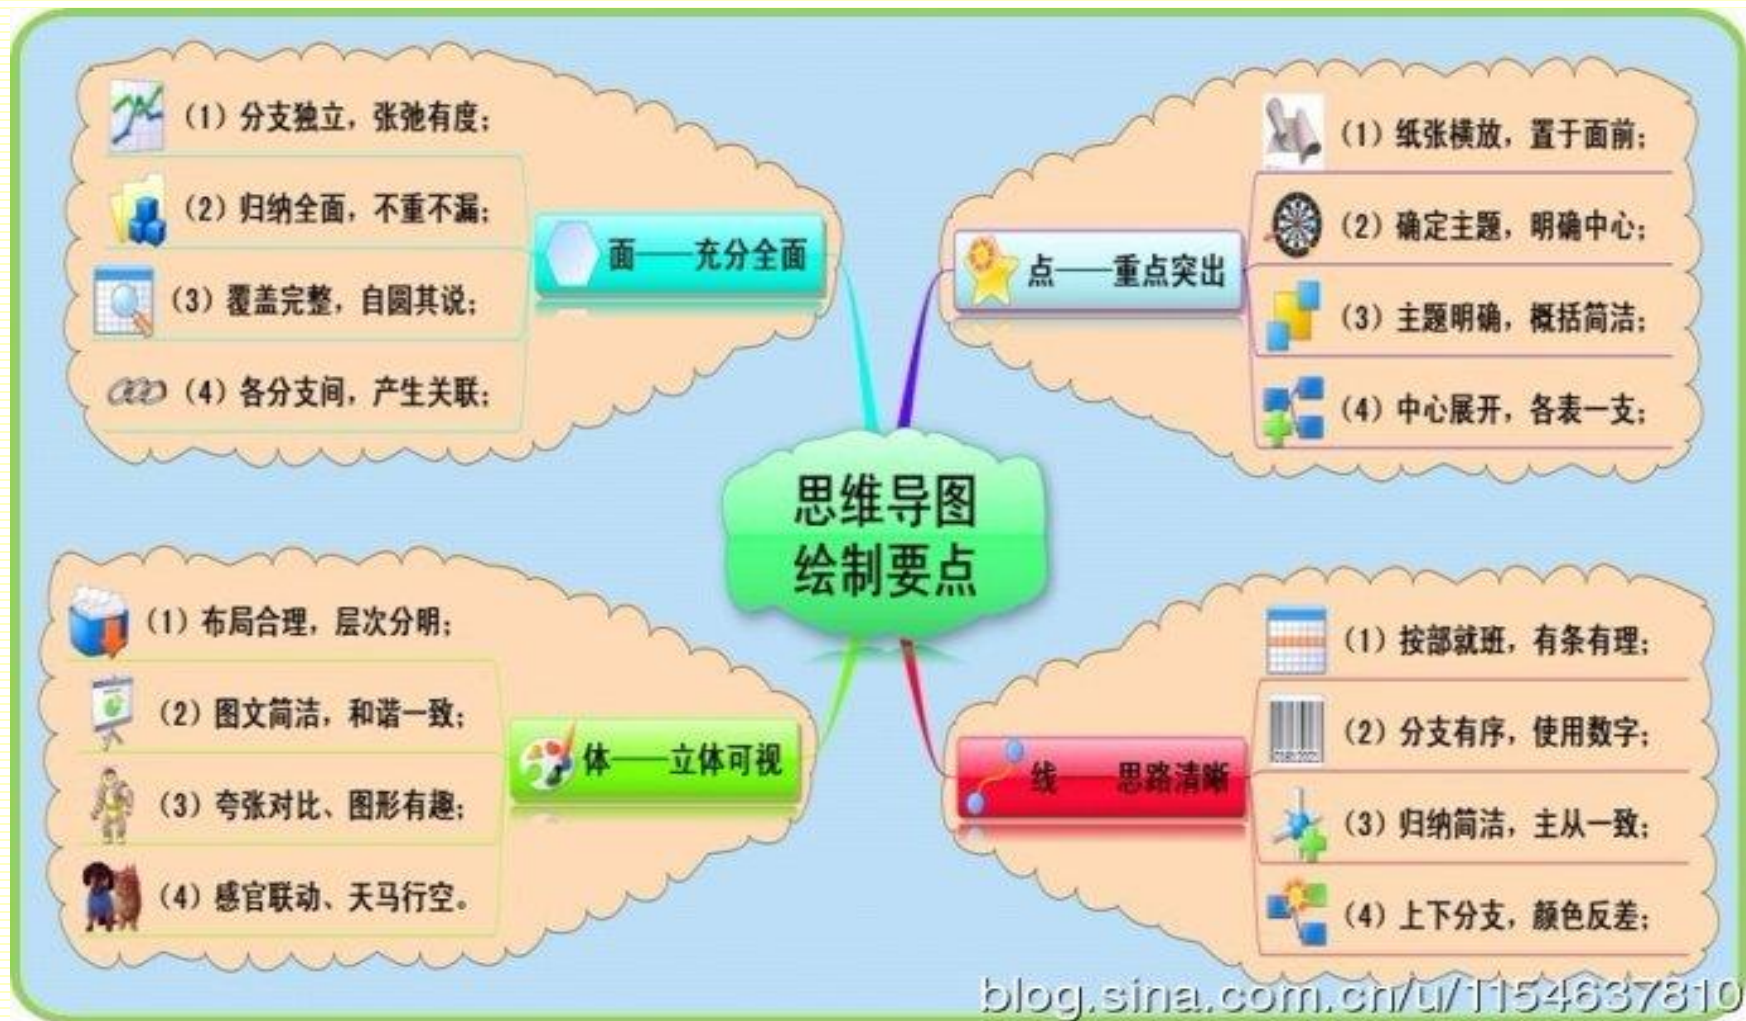 思维导图
绘制要点
点——重点突出
(1) 纸张横放，置于面前；
(2) 确定主题，明确中心；
(3) 主题明确，概括简洁；
(4) 中心展开，各表一支；
线——思路清晰
(1) 按部就班，有条有理；
(2) 分支有序，使用数字；
(3) 归纳简洁，主从一致；
(4) 上下分支，颜色反差；
面——充分全面
(1) 分支独立，张弛有度；
(2) 归纳全面，不重不漏；
(3) 覆盖完整，自圆其说；
(4) 各分支间，产生关联；
体——立体可视
(1) 布局合理，层次分明；
(2) 图文简洁，和谐一致；
(3) 夸张对比、图形有趣；
(4) 感官联动、天马行空。
blog.sina.com.cn/u/1154637810